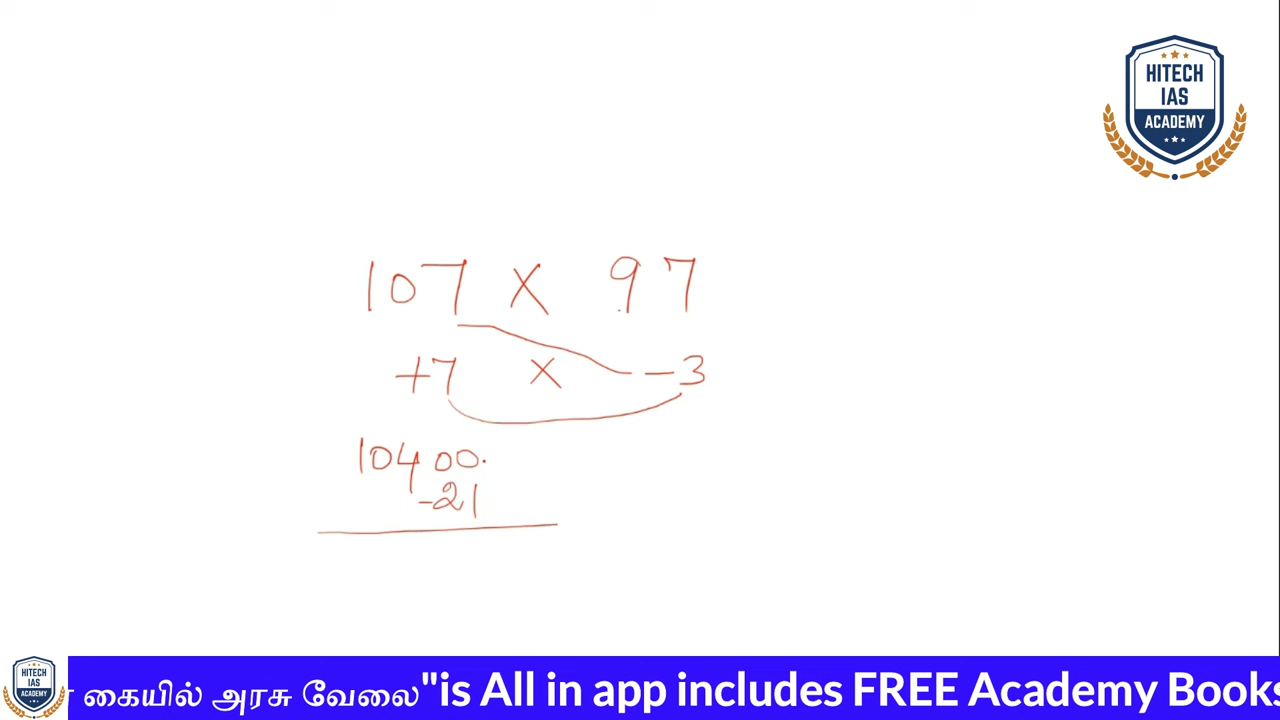 HITECH
IAS
ACADEMY
107 X 97
+7 X -3
10400.
-21
HITECH
IAS
ACADEMY
கையில் அரசு வேலை"is All in app includes FREE Academy Books